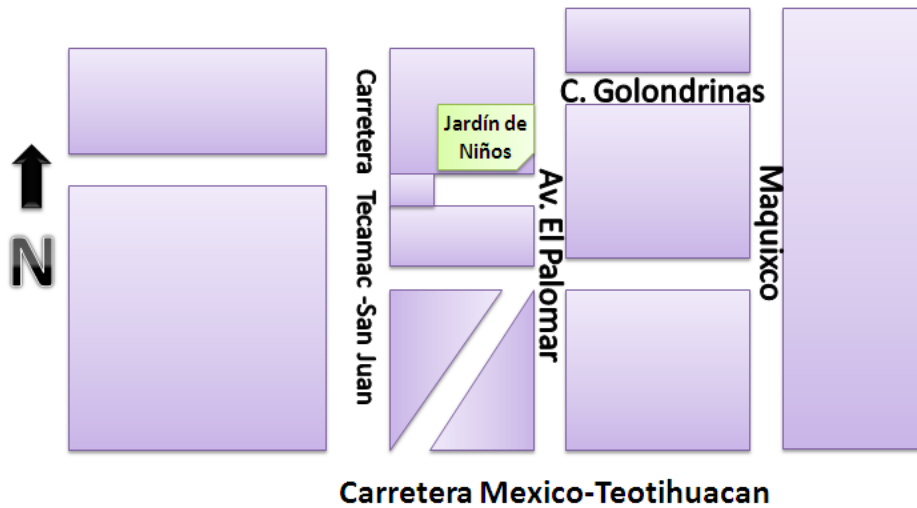 C. Golondrinas
Jardín de
Niños
Carretera Tecamac -San Juan
Av. El Palomar
Maquixco
N
Carretera Mexico-Teotihuacan